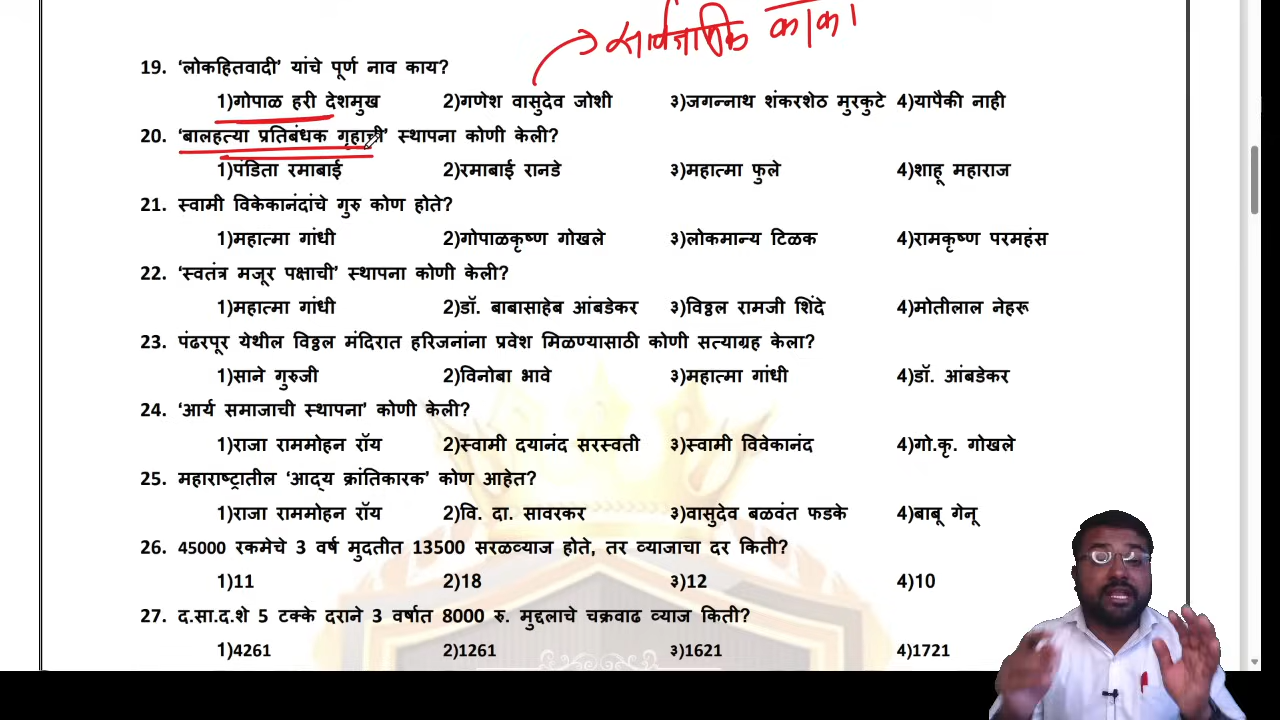 सार्वजनिक काका
19. ‘लोकहितवादी’ यांचे पूर्ण नाव काय?
1)गोपाळ हरी देशमुख 2)गणेश वासुदेव जोशी ३)जगन्नाथ शंकरशेठ मुरकुटे 4)यापैकी नाही
20. ‘बालहत्या प्रतिबंधक गृहाची’ स्थापना कोणी केली?
1)पंडिता रमाबाई 2)रमाबाई रानडे ३)महात्मा फुले 4)शाहू महाराज
21. स्वामी विकेकानंदांचे गुरु कोण होते?
1)महात्मा गांधी 2)गोपाळकृष्ण गोखले ३)लोकमान्य टिळक 4)रामकृष्ण परमहंस
22. ‘स्वतंत्र मजूर पक्षाची’ स्थापना कोणी केली?
1)महात्मा गांधी 2)डॉ. बाबासाहेब आंबडेकर ३)विठ्ठल रामजी शिंदे 4)मोतीलाल नेहरू
23. पंढरपूर येथील विठ्ठल मंदिरात हरिजनांना प्रवेश मिळण्यासाठी कोणी सत्याग्रह केला?
1)साने गुरुजी 2)विनोबा भावे ३)महात्मा गांधी 4)डॉ. आंबडेकर
24. ‘आर्य समाजाची स्थापना’ कोणी केली?
1)राजा राममोहन रॉय 2)स्वामी दयानंद सरस्वती ३)स्वामी विवेकानंद 4)गो.कृ. गोखले
25. महाराष्ट्रातील ‘आद्य क्रांतिकारक’ कोण आहेत?
1)राजा राममोहन रॉय 2)वि. दा. सावरकर ३)वासुदेव बळवंत फडके 4)बाबू गेनू
26. 45000 रकमेचे 3 वर्ष मुदतीत 13500 सरळव्याज होते, तर व्याजाचा दर किती?
1)11 2)18 ३)12 4)10
27. द.सा.द.शे 5 टक्के दराने 3 वर्षात 8000 रु. मुद्दलाचे चक्रवाढ व्याज किती?
1)4261 2)1261 ३)1621 4)1721